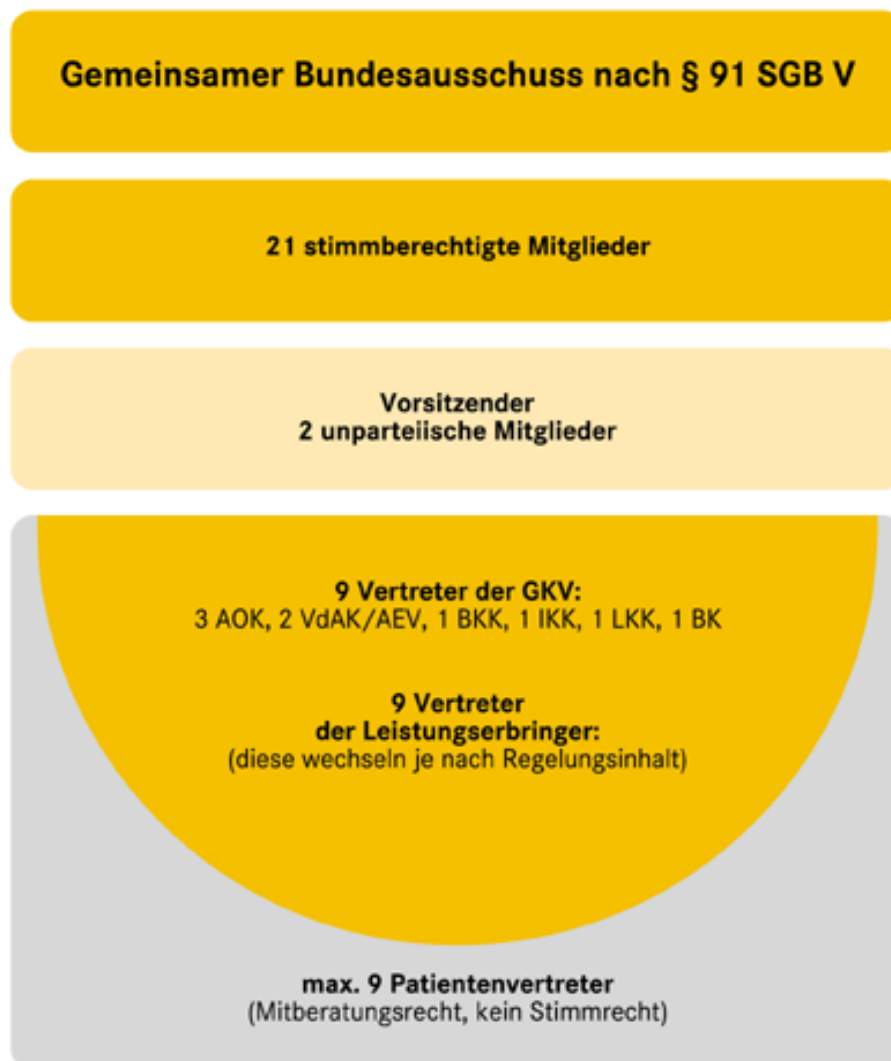 Gemeinsamer Bundesausschuss nach § 91 SGB V
21 stimmberechtigte Mitglieder
Vorsitzender
2 unparteiische Mitglieder
9 Vertreter der GKV:
3 AOK, 2 VdAK/AEV, 1 BKK, 1 IKK, 1 LKK, 1 BK
9 Vertreter
der Leistungserbringer:
(diese wechseln je nach Regelungsinhalt)
max. 9 Patientenvertreter
(Mitberatungsrecht, kein Stimmrecht)